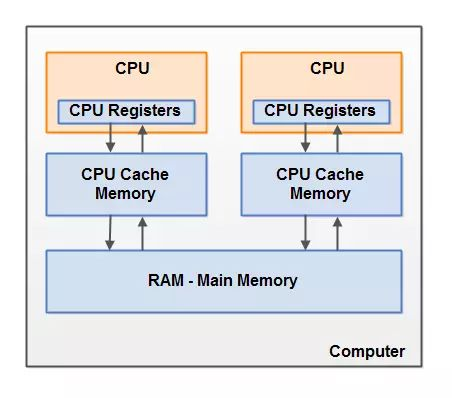 CPU
CPU
CPU Registers
CPU Registers
CPU Cache
Memory
CPU Cache
Memory
RAM - Main Memory
Computer